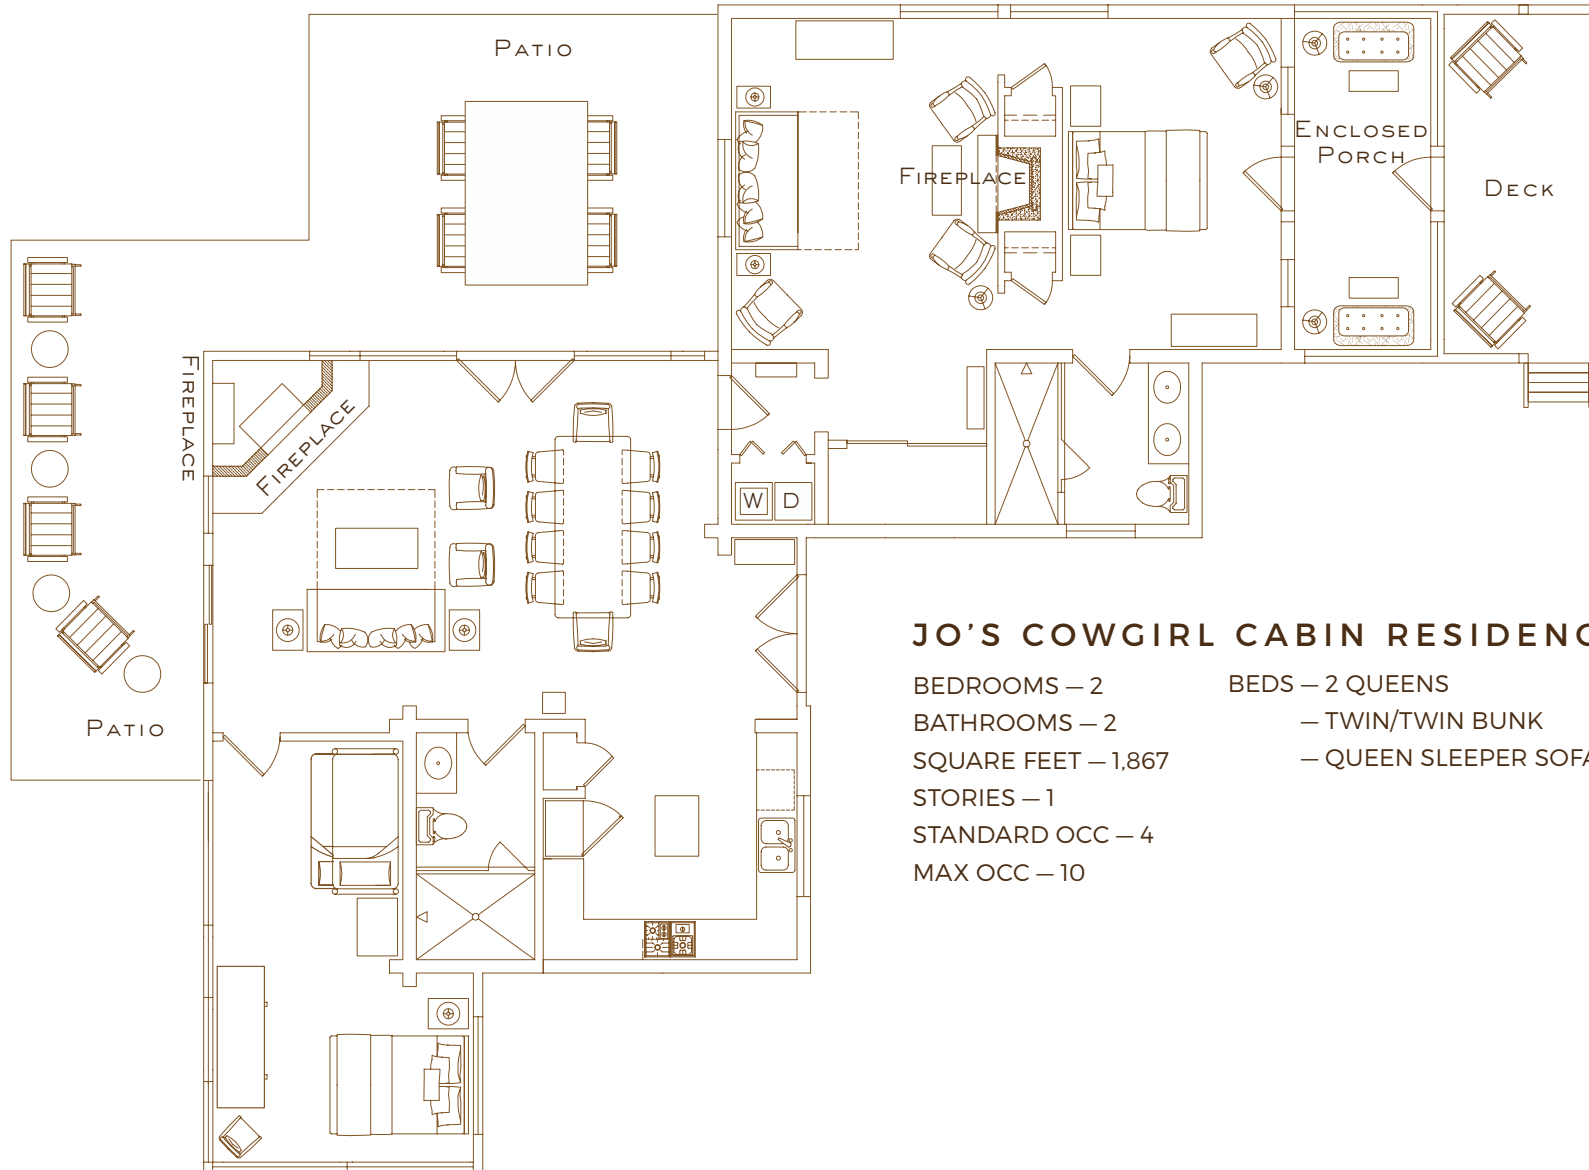 PATIO
ENCLOSED
PORCH
FIREPLACE
DECK
FIREPLACE
FIREPLACE
W D
PATIO
JO'S COWGIRL CABIN RESIDENC
BEDROOMS — 2
BATHROOMS — 2
SQUARE FEET — 1,867
STORIES — 1
STANDARD OCC — 4
MAX OCC — 10
BEDS — 2 QUEENS
— TWIN/TWIN BUNK
— QUEEN SLEEPER SOFA